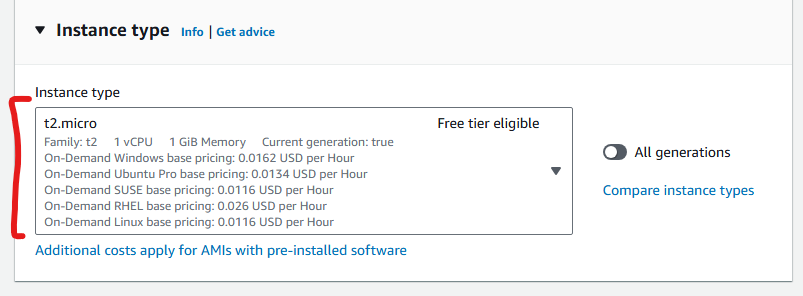 Instance type Info | Get advice
Instance type
t2.micro Free tier eligible
Family: t2 1 vCPU 1 GiB Memory Current generation: true
On-Demand Windows base pricing: 0.0162 USD per Hour
On-Demand Ubuntu Pro base pricing: 0.0134 USD per Hour
On-Demand SUSE base pricing: 0.0116 USD per Hour
On-Demand RHEL base pricing: 0.026 USD per Hour
On-Demand Linux base pricing: 0.0116 USD per Hour
All generations
Compare instance types
Additional costs apply for AMIs with pre-installed software